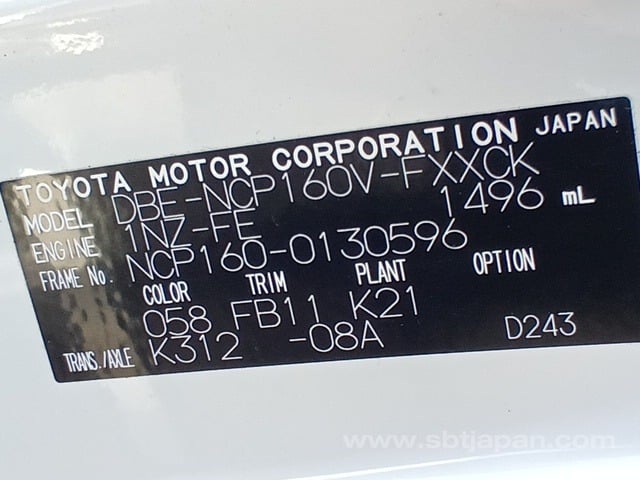 TOYOTA MOTOR CORPORATION JAPAN
MODEL DBE-NCP160V-FXXCK
ENGINE 1NZ-FE 1496 mL
FRAME No. NCP160-0130596
COLOR TRIM PLANT OPTION
058 FB11 K21
TRANS./AXLE K312 -08A D243
www.sbtjapan.com